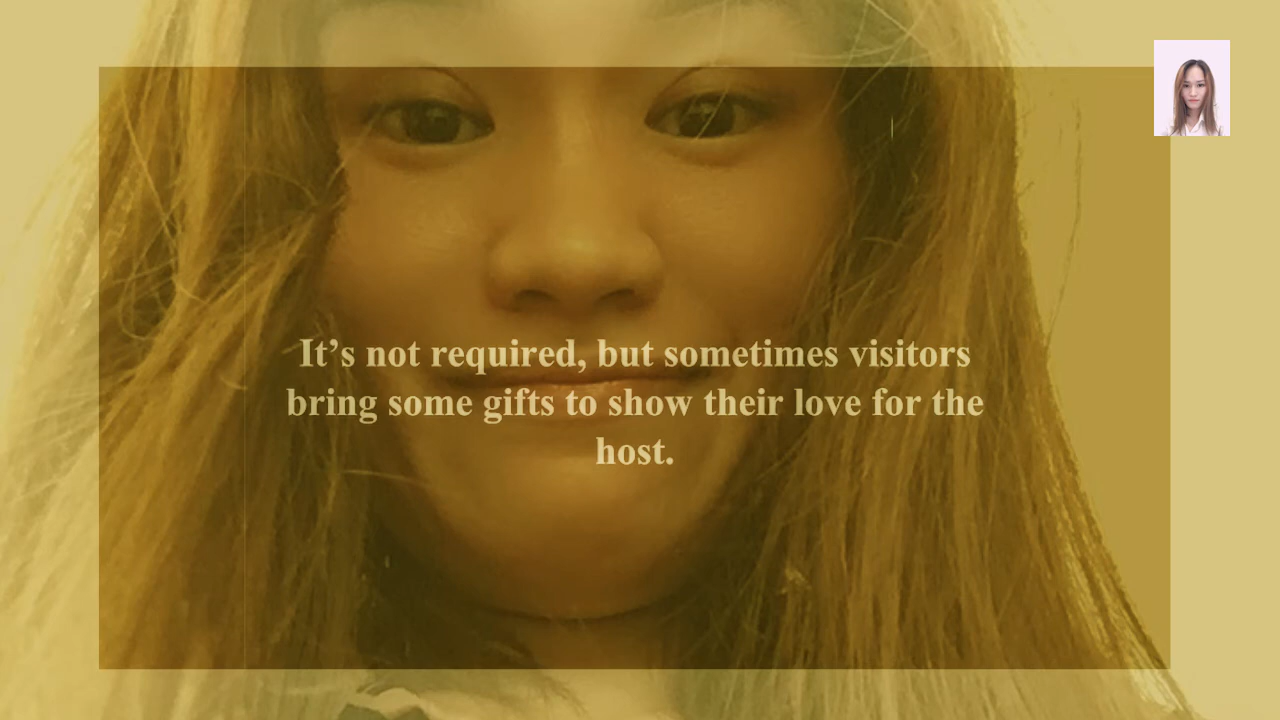 It’s not required, but sometimes visitors
bring some gifts to show their love for the
host.